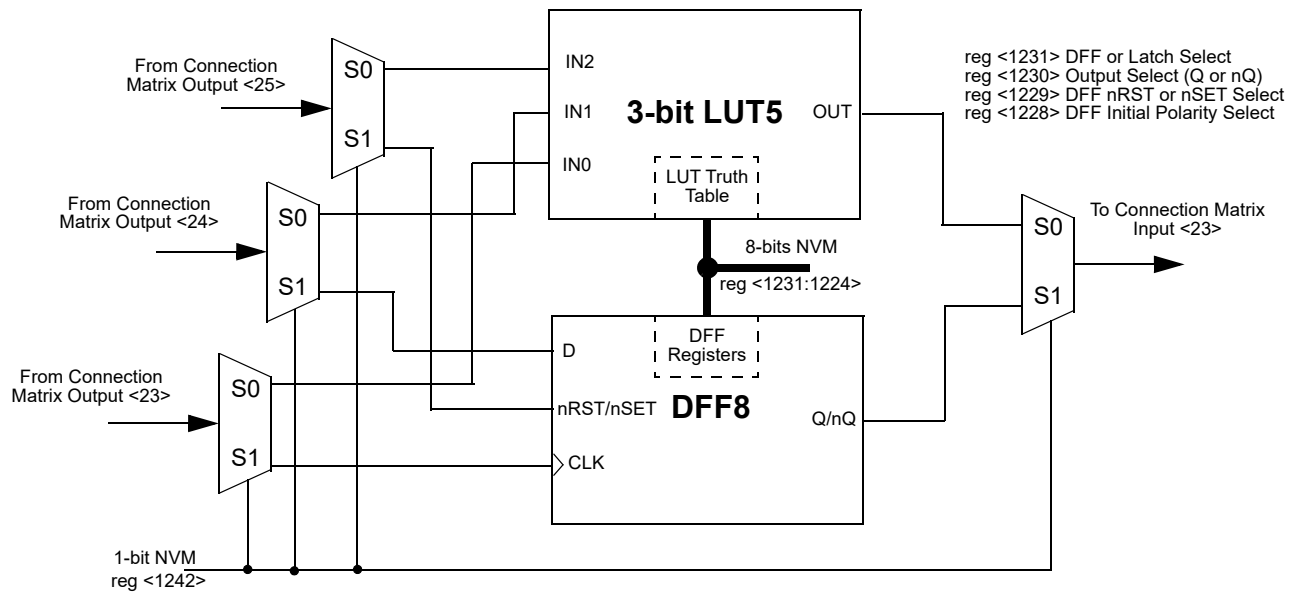 From Connection
Matrix Output <25>
S0
S1
IN2
IN1
IN0
3-bit LUT5
OUT
LUT Truth
Table
reg <1231> DFF or Latch Select
reg <1230> Output Select (Q or nQ)
reg <1229> DFF nRST or nSET Select
reg <1228> DFF Initial Polarity Select
From Connection
Matrix Output <24>
S0
S1
8-bits NVM
reg <1231:1224>
To Connection Matrix
Input <23>
S0
S1
From Connection
Matrix Output <23>
S0
S1
D
nRST/nSET
CLK
DFF
Registers
DFF8
Q/nQ
1-bit NVM
reg <1242>